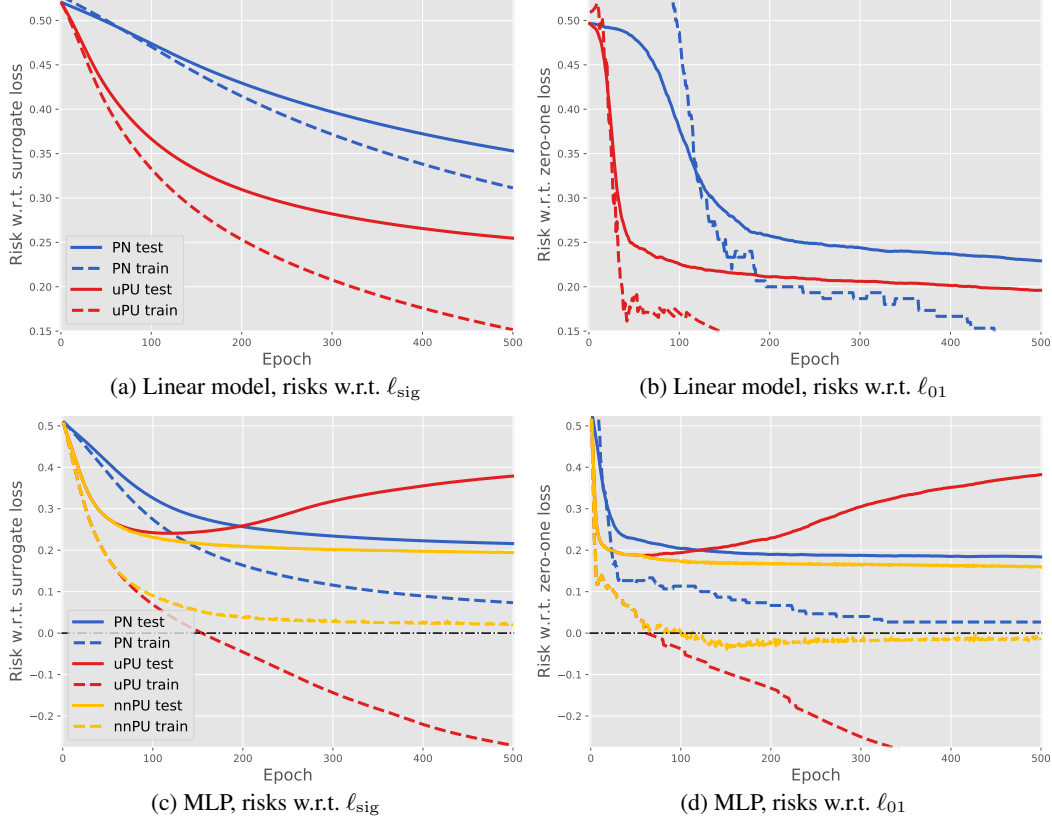 0.50
0.45
0.40
0.35
0.30
0.25
0.20
0.15
Risk w.r.t. surrogate loss
PN test
PN train
uPU test
uPU train
0 100 200 300 400 500
Epoch
(a) Linear model, risks w.r.t. ℓsig
0.50
0.45
0.40
0.35
0.30
0.25
0.20
0.15
Risk w.r.t. zero-one loss
0 100 200 300 400 500
Epoch
(b) Linear model, risks w.r.t. ℓ01
0.5
0.4
0.3
0.2
0.1
0.0
−0.1
−0.2
Risk w.r.t. surrogate loss
PN test
PN train
uPU test
uPU train
nnPU test
nnPU train
0 100 200 300 400 500
Epoch
(c) MLP, risks w.r.t. ℓsig
0.5
0.4
0.3
0.2
0.1
0.0
−0.1
−0.2
Risk w.r.t. zero-one loss
0 100 200 300 400 500
Epoch
(d) MLP, risks w.r.t. ℓ01